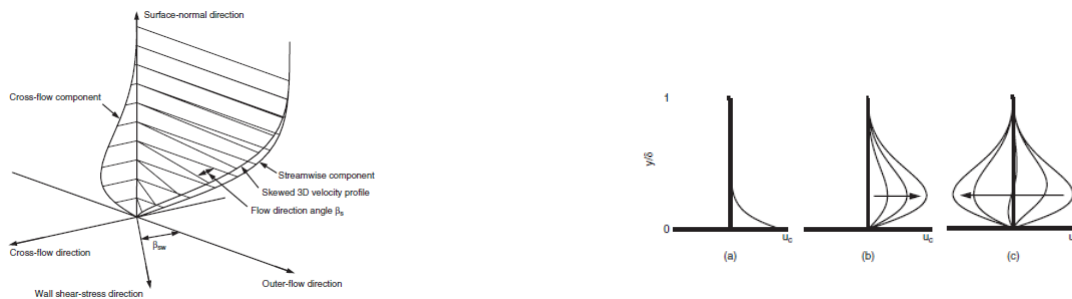 Surface-normal direction
Cross-flow component
Streamwise component
Skewed 3D velocity profile
Flow direction angle βs
βsw
Cross-flow direction
Outer-flow direction
Wall shear-stress direction
1
y/δ
0
uc
(a)
uc
(b)
u
(c)